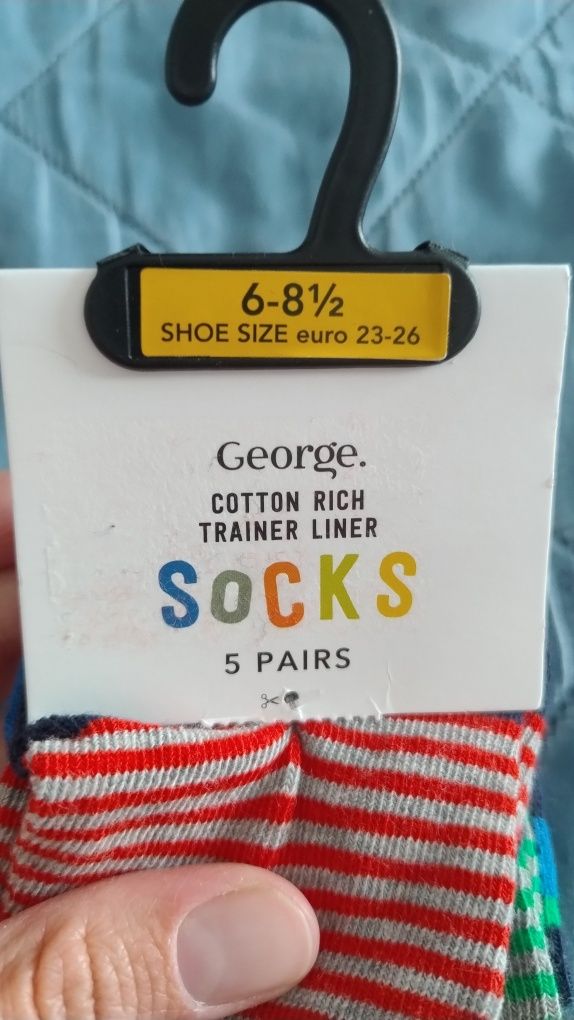 6-8½
SHOE SIZE euro 23-26
George.
COTTON RICH
TRAINER LINER
SOCKS
5 PAIRS